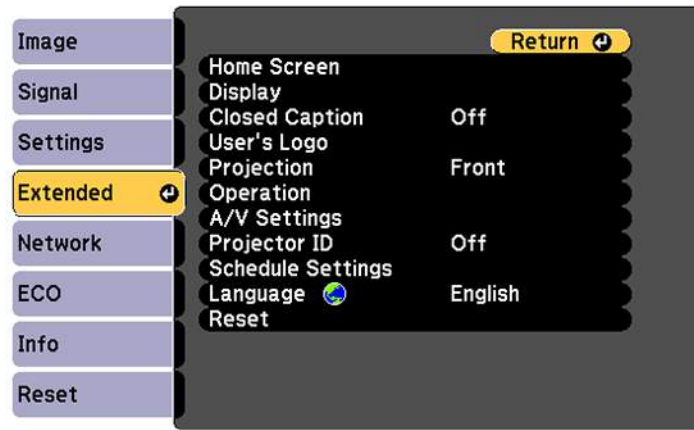 Image
Signal
Settings
Extended
Network
ECO
Info
Reset
Return
Home Screen
Display
Closed Caption Off
User's Logo
Projection Front
Operation
A/V Settings
Projector ID Off
Schedule Settings
Language English
Reset